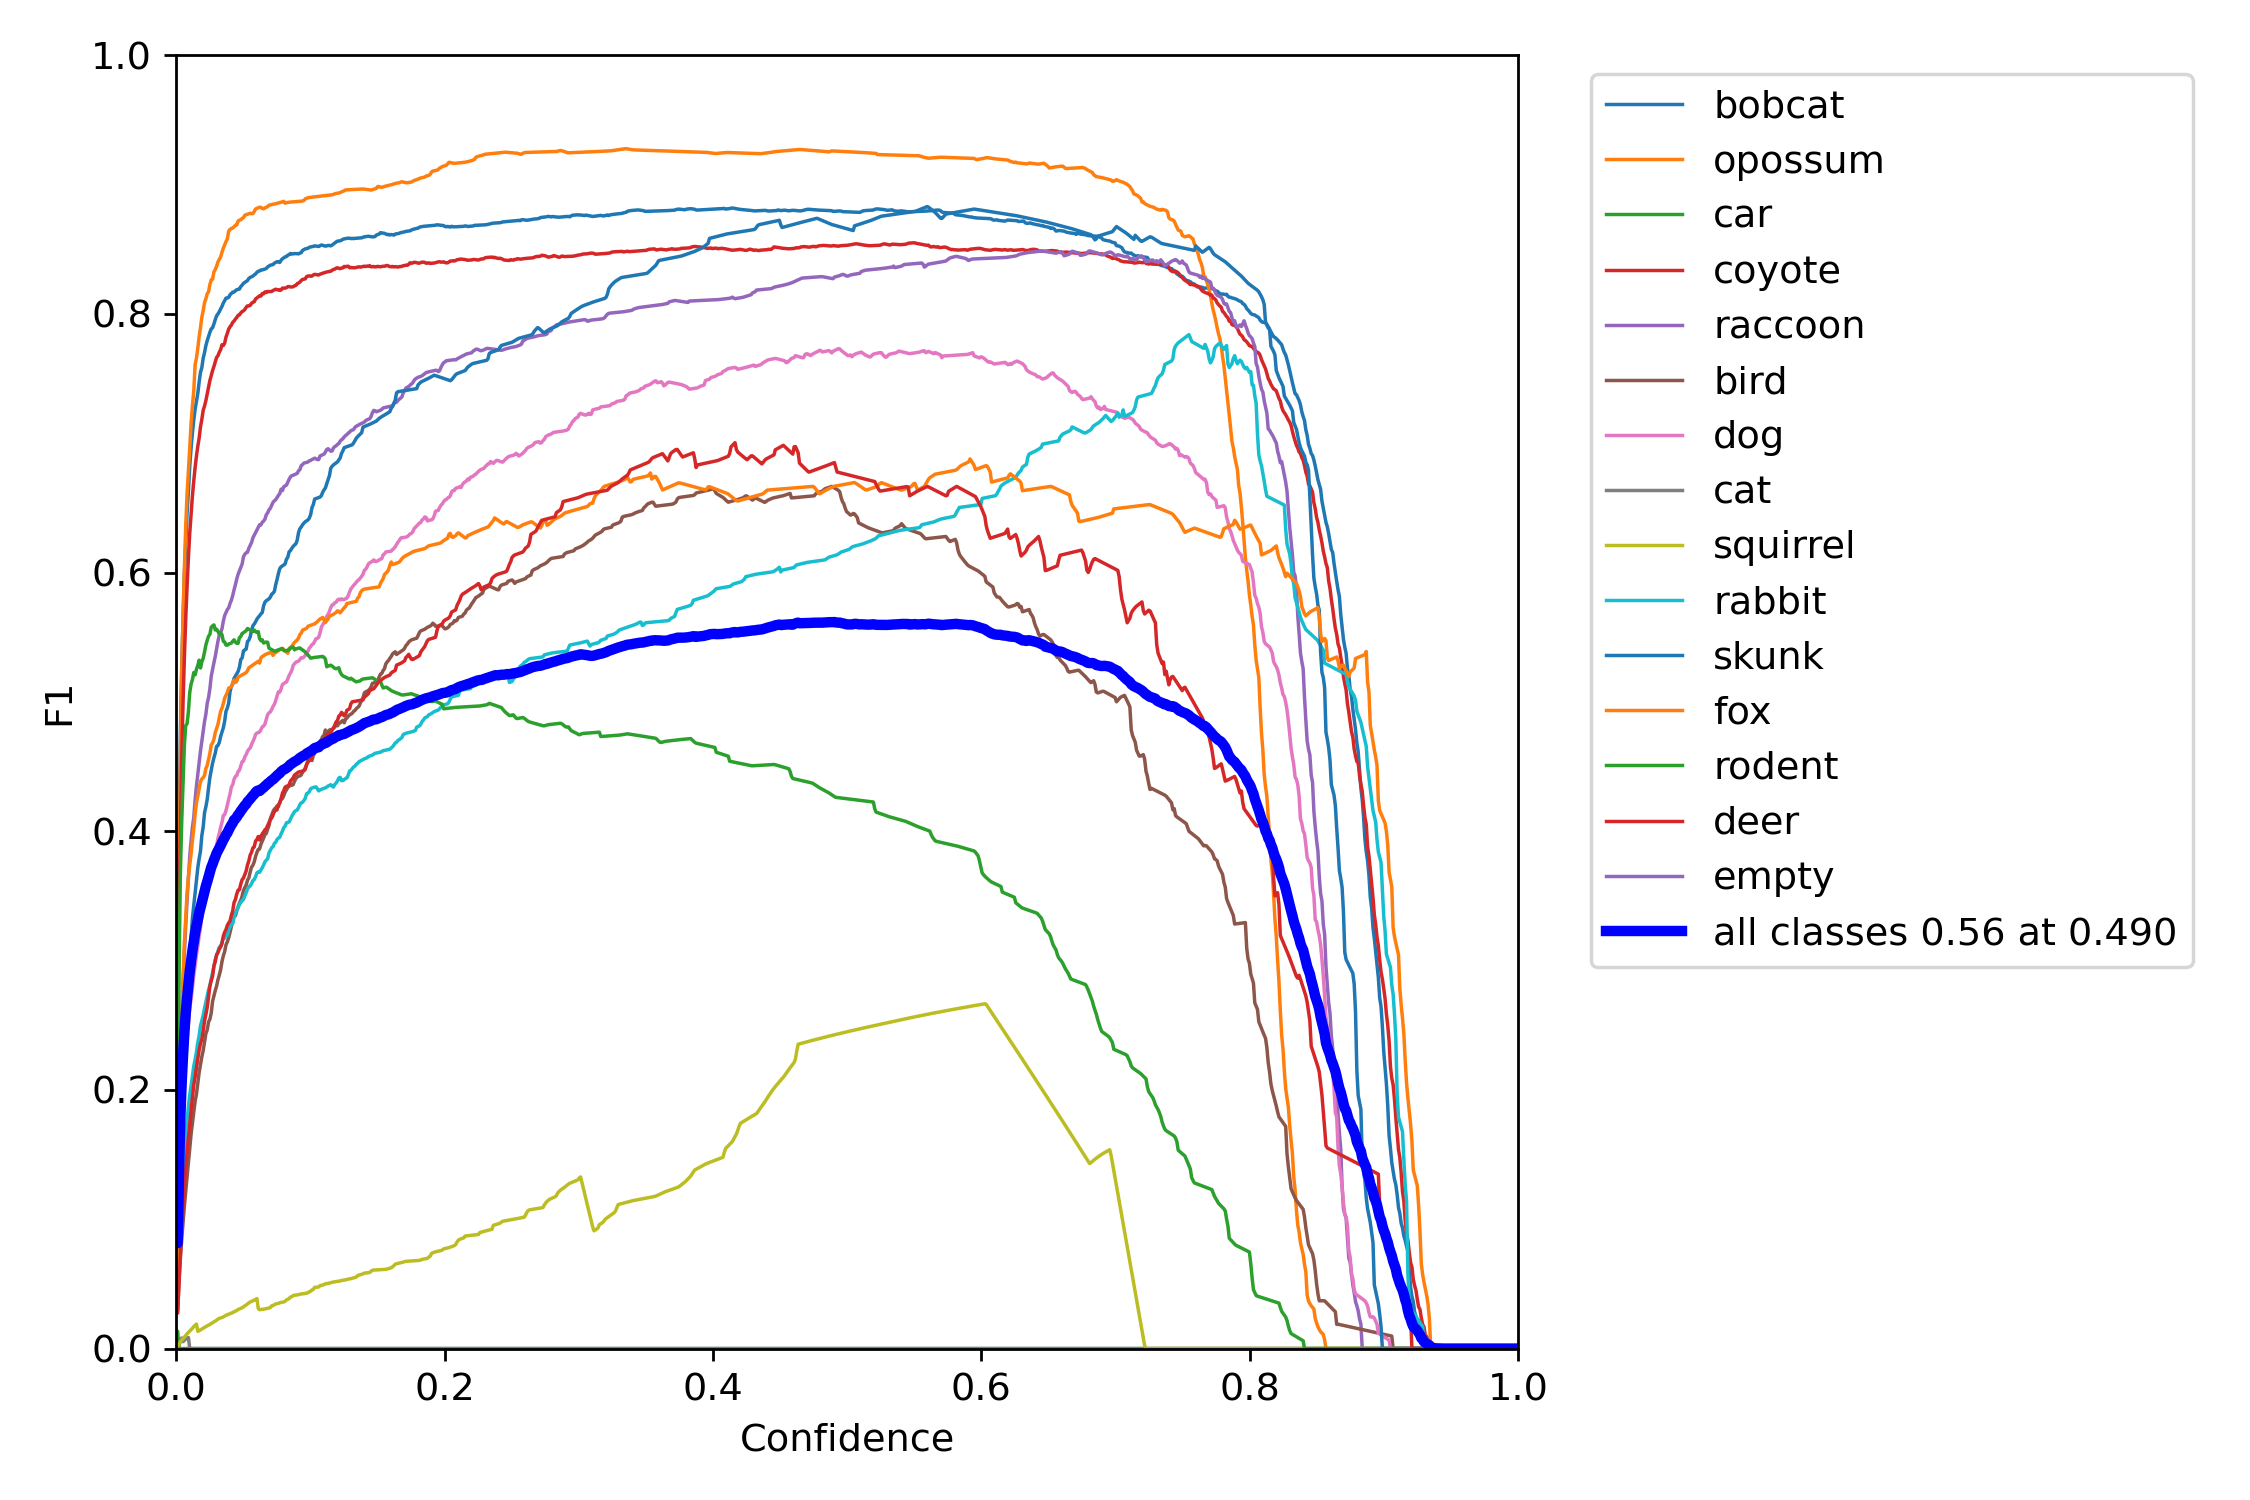 1.0
0.8
0.6
0.4
0.2
0.0
F1
0.0 0.2 0.4 0.6 0.8 1.0
Confidence
bobcat
opossum
car
coyote
raccoon
bird
dog
cat
squirrel
rabbit
skunk
fox
rodent
deer
empty
all classes 0.56 at 0.490